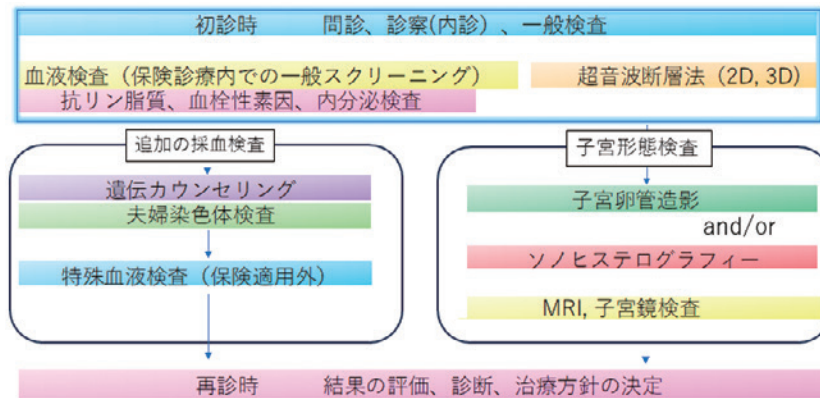 初診時 問診、診察(内診)、一般検査
血液検査（保険診療内での一般スクリーニング）
抗リン脂質、血栓性素因、内分泌検査
超音波断層法（2D, 3D）
追加の採血検査
遺伝カウンセリング
夫婦染色体検査
特殊血液検査（保険適用外）
子宮形態検査
子宮卵管造影
and/or
ソノヒステログラフィー
MRI, 子宮鏡検査
再診時 結果の評価、診断、治療方針の決定